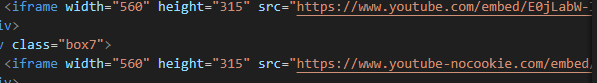 <iframe width="560" height="315" src="https://www.youtube.com/embed/E0jLabW-
iv>
v class="box7">
<iframe width="560" height="315" src="https://www.youtube-nocookie.com/embed/